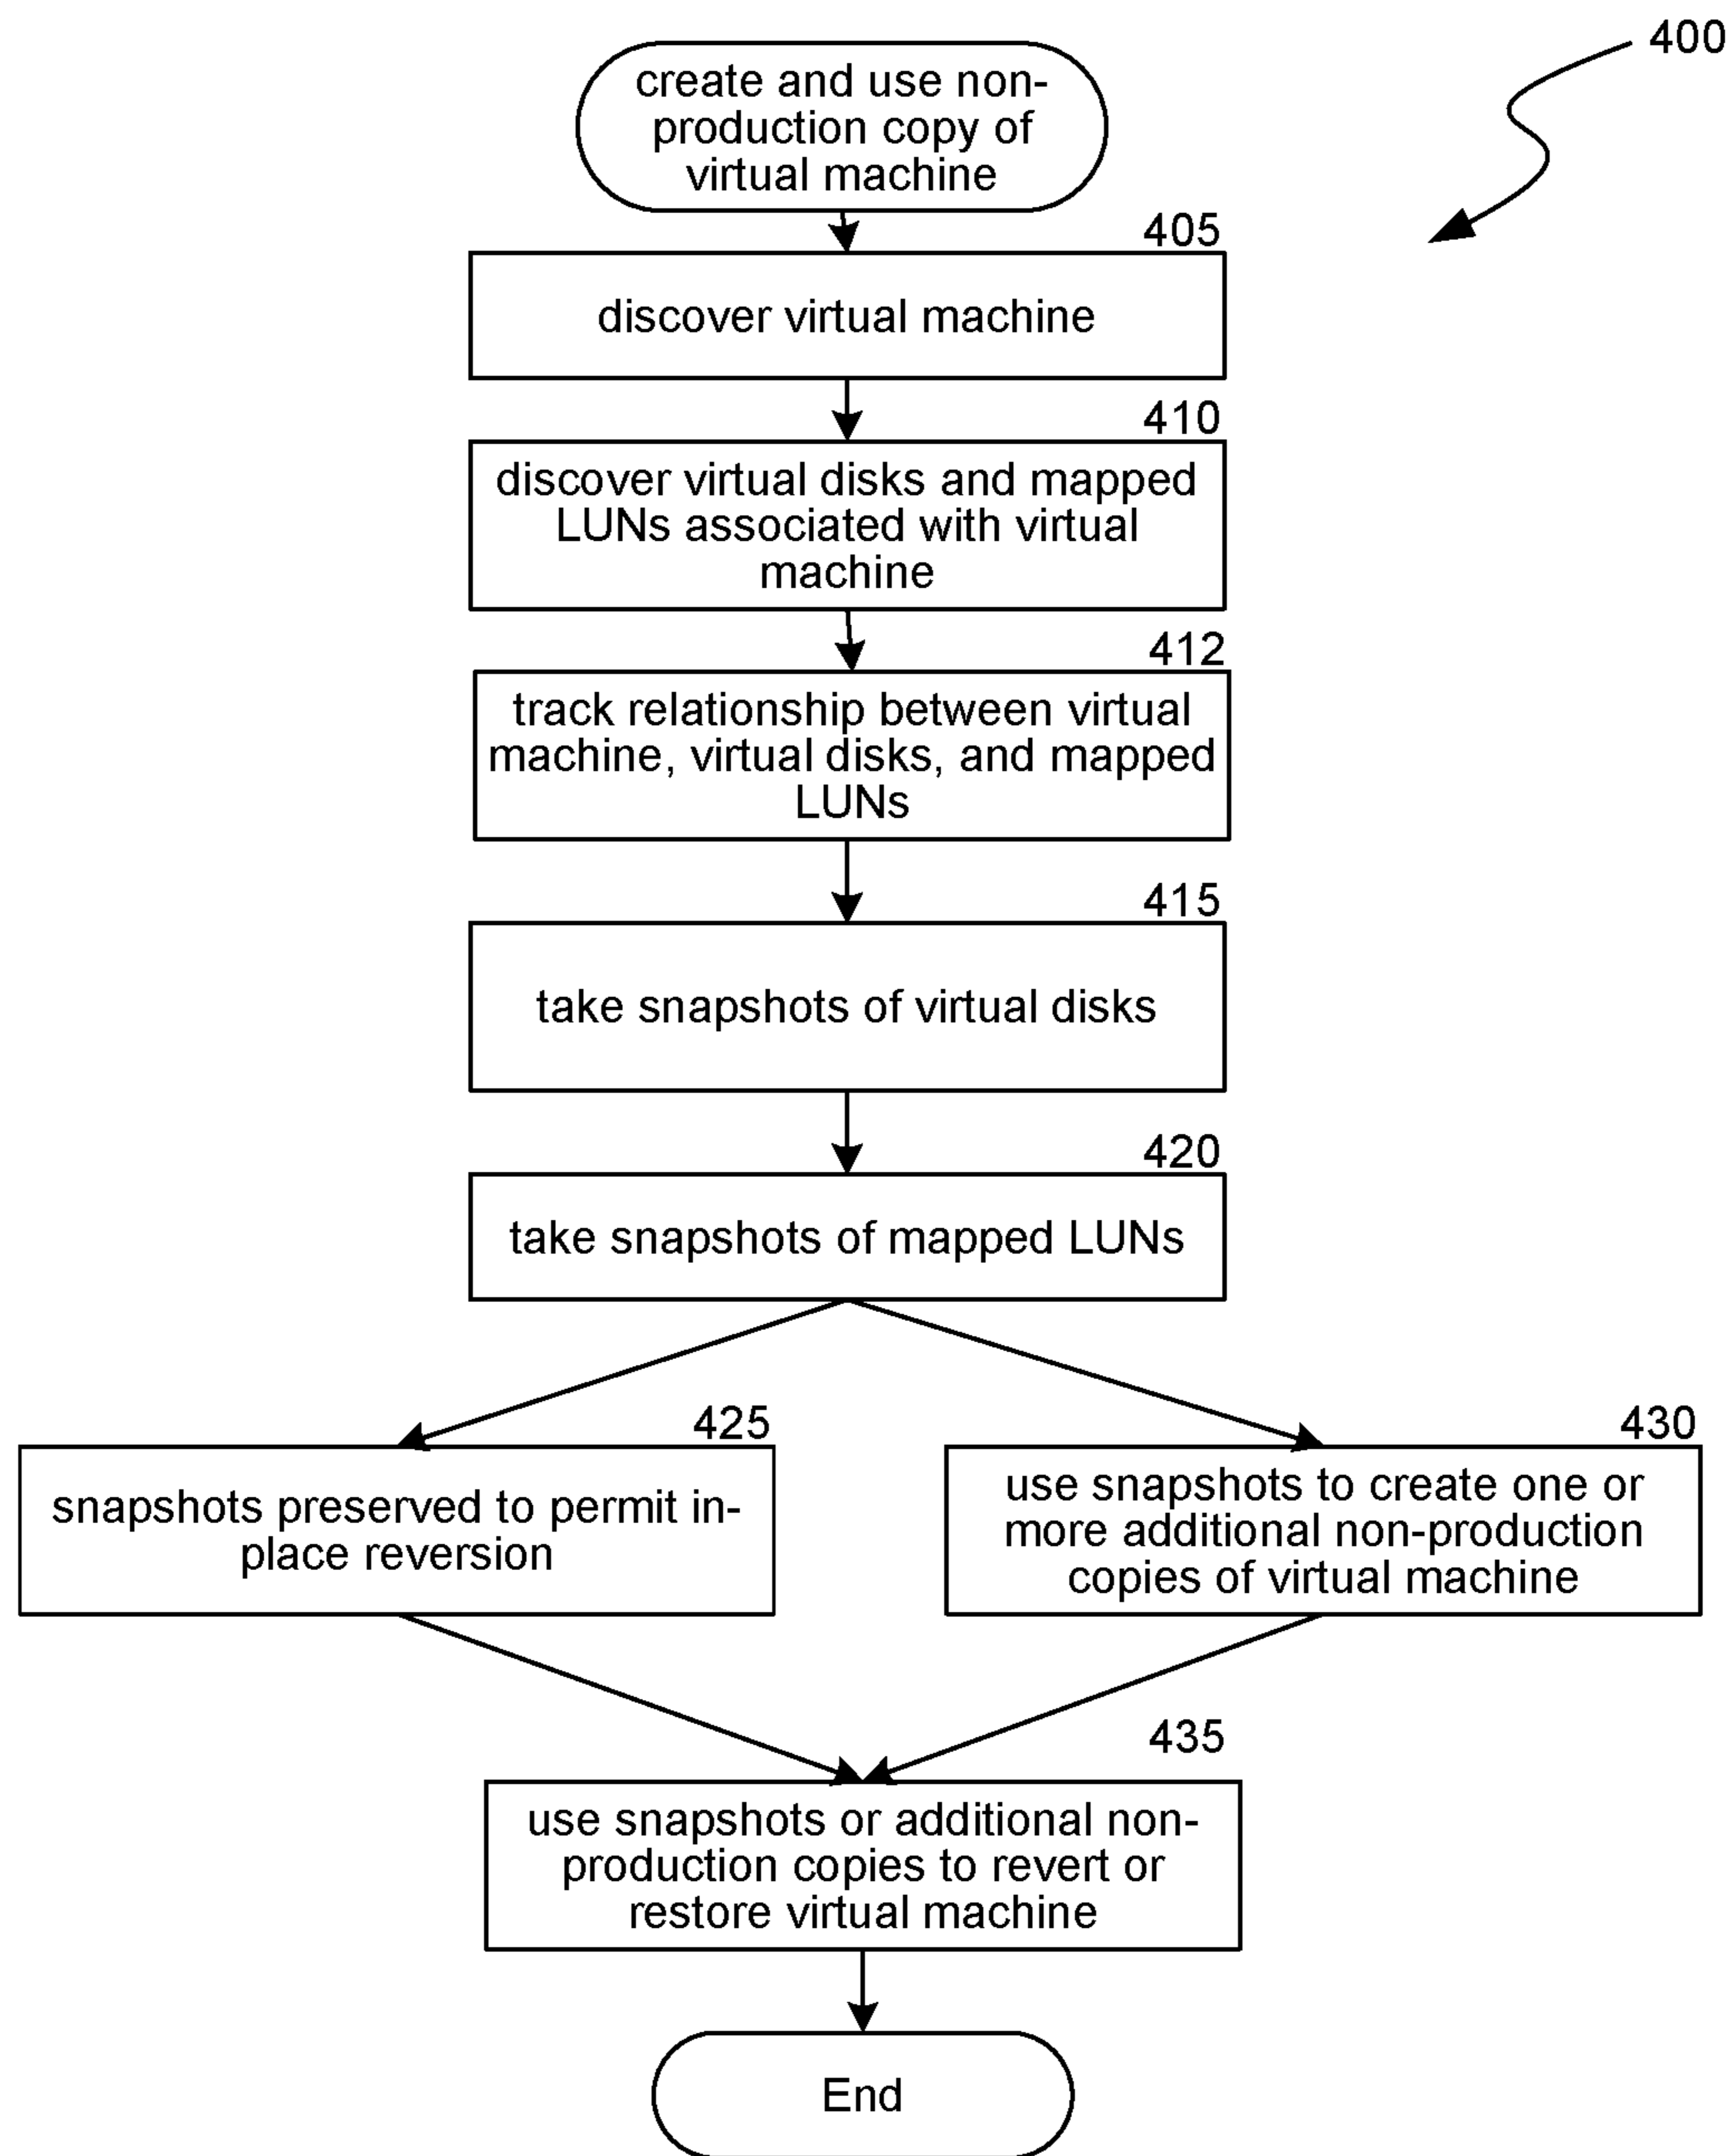 400
create and use non-
production copy of
virtual machine
405
discover virtual machine
410
discover virtual disks and mapped
LUNs associated with virtual
machine
412
track relationship between virtual
machine, virtual disks, and mapped
LUNs
415
take snapshots of virtual disks
420
take snapshots of mapped LUNs
425
snapshots preserved to permit in-
place reversion
430
use snapshots to create one or
more additional non-production
copies of virtual machine
435
use snapshots or additional non-
production copies to revert or
restore virtual machine
End